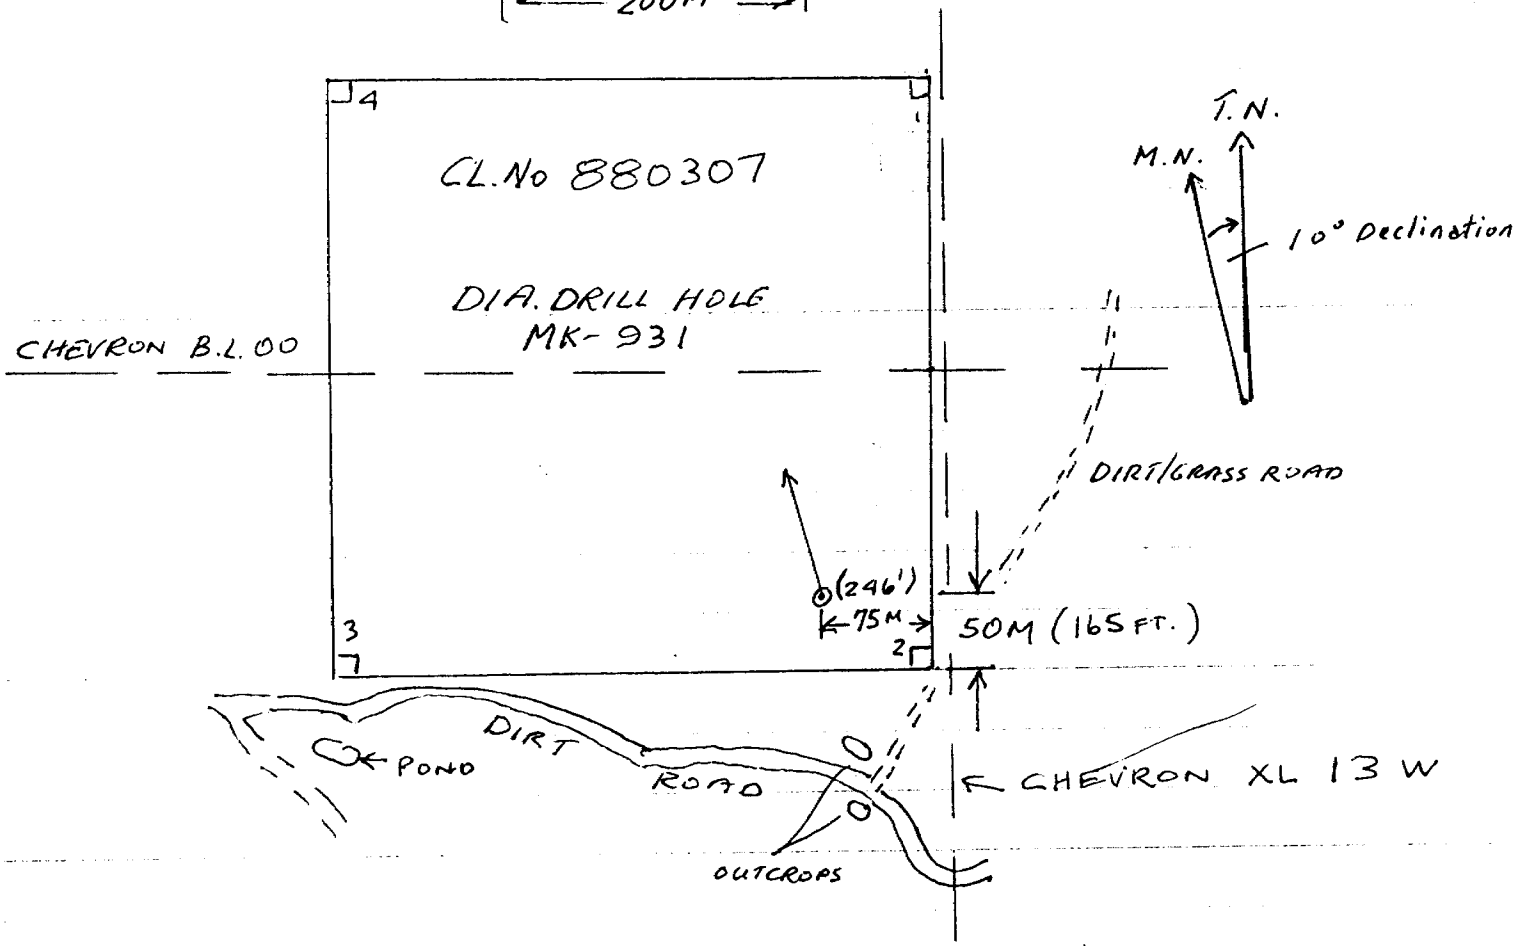 200M
4
1
CL.No 880307
T.N.
M.N.
10° Declination
DIA. DRILL HOLE
MK-931
CHEVRON B.L. 00
DIRT/GRASS ROAD
(246')
75M
50M (165 FT.)
3
2
DIRT
ROAD
POND
CHEVRON XL 13 W
OUTCROPS